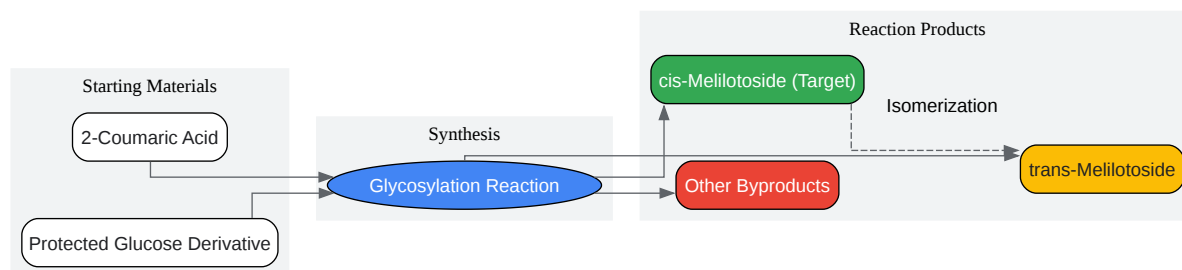 Starting Materials
2-Coumaric Acid
Protected Glucose Derivative
Synthesis
Glycosylation Reaction
Reaction Products
cis-Melilotoside (Target)
Isomerization
Other Byproducts
trans-Melilotoside